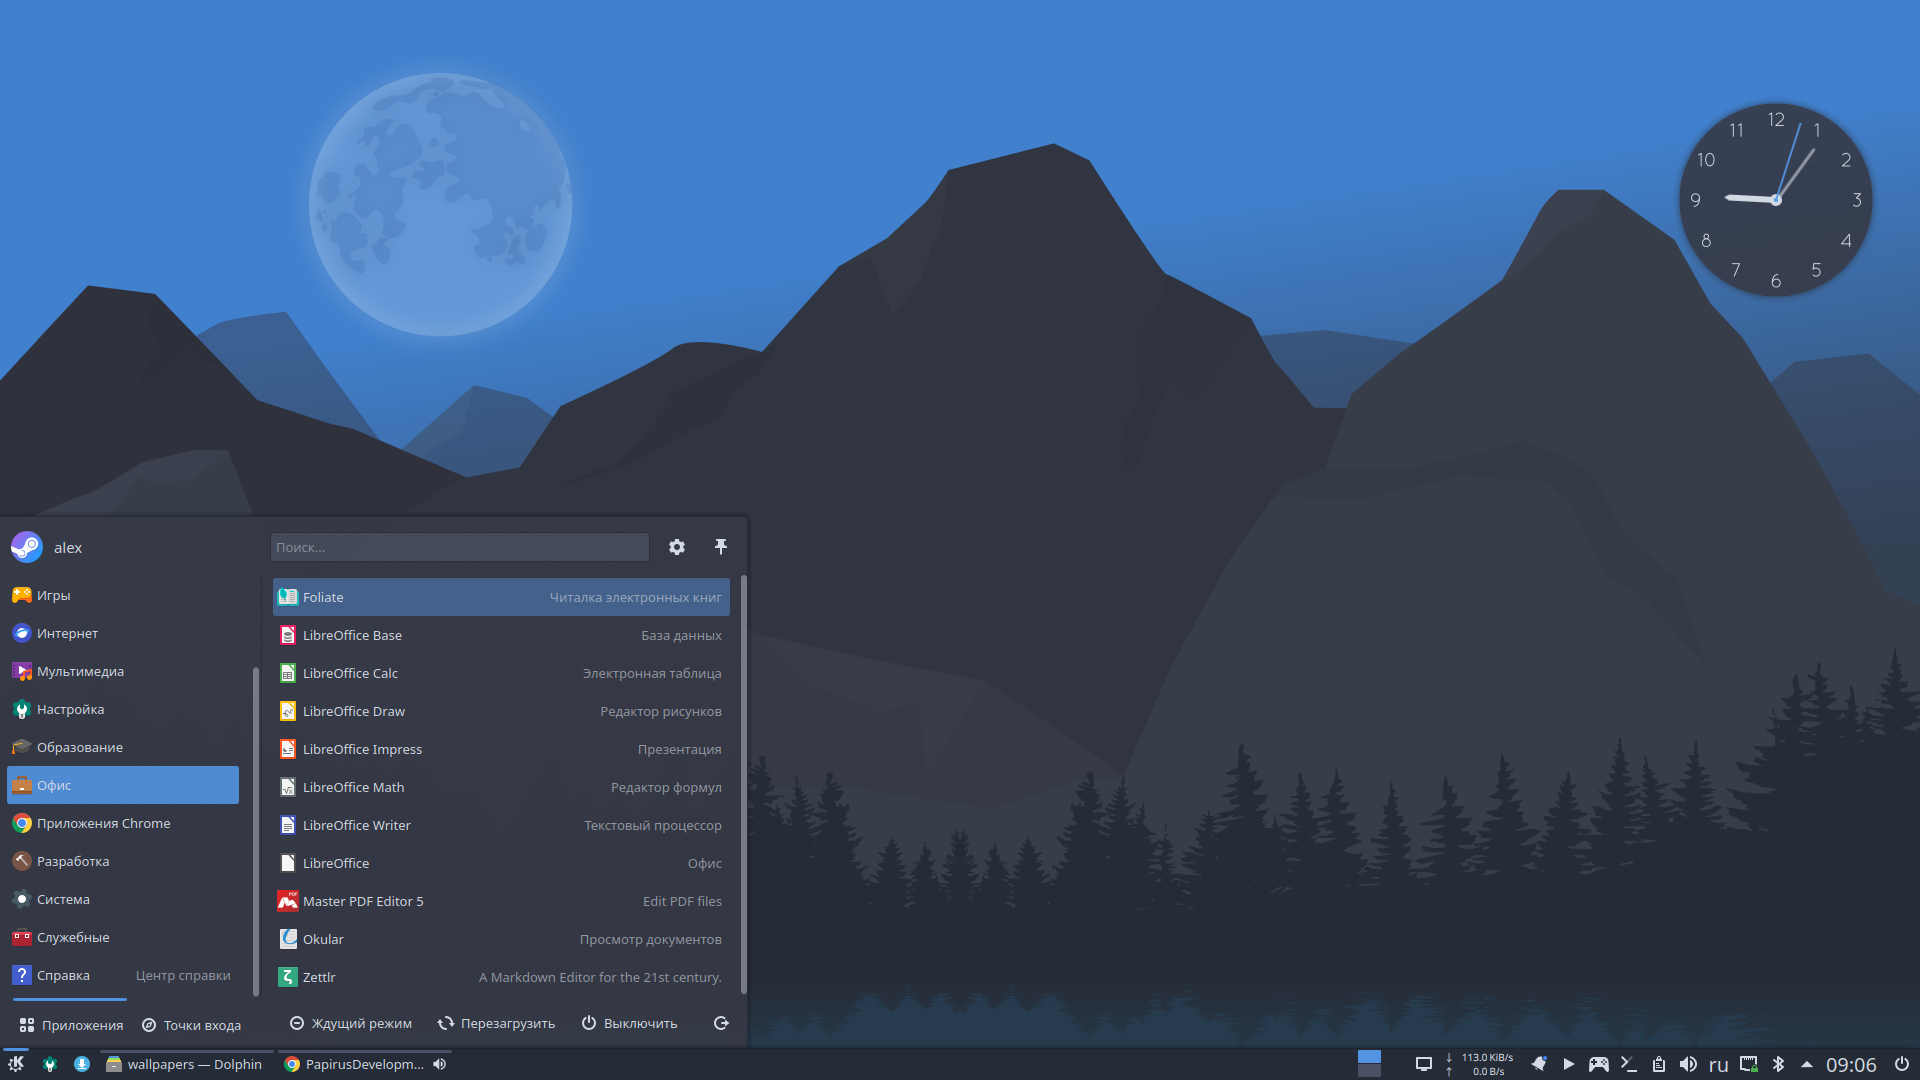 12
11
1
10
2
9
3
8
4
7
5
6
alex
Поиск...
Игры
Интернет
Мультимедиа
Настройка
Образование
Офис
Приложения Chrome
Разработка
Система
Служебные
Справка Центр справки
Foliate Читалка электронных книг
LibreOffice Base База данных
LibreOffice Calc Электронная таблица
LibreOffice Draw Редактор рисунков
LibreOffice Impress Презентация
LibreOffice Math Редактор формул
LibreOffice Writer Текстовый процессор
LibreOffice Офис
Master PDF Editor 5 Edit PDF files
Okular Просмотр документов
Zettlr A Markdown Editor for the 21st century.
Приложения Точки входа Ждущий режим Перезагрузить Выключить
wallpapers — Dolphin PapirusDevelopm...
↓ 113.0 KiB/s
↑ 0.0 B/s
ru 09:06